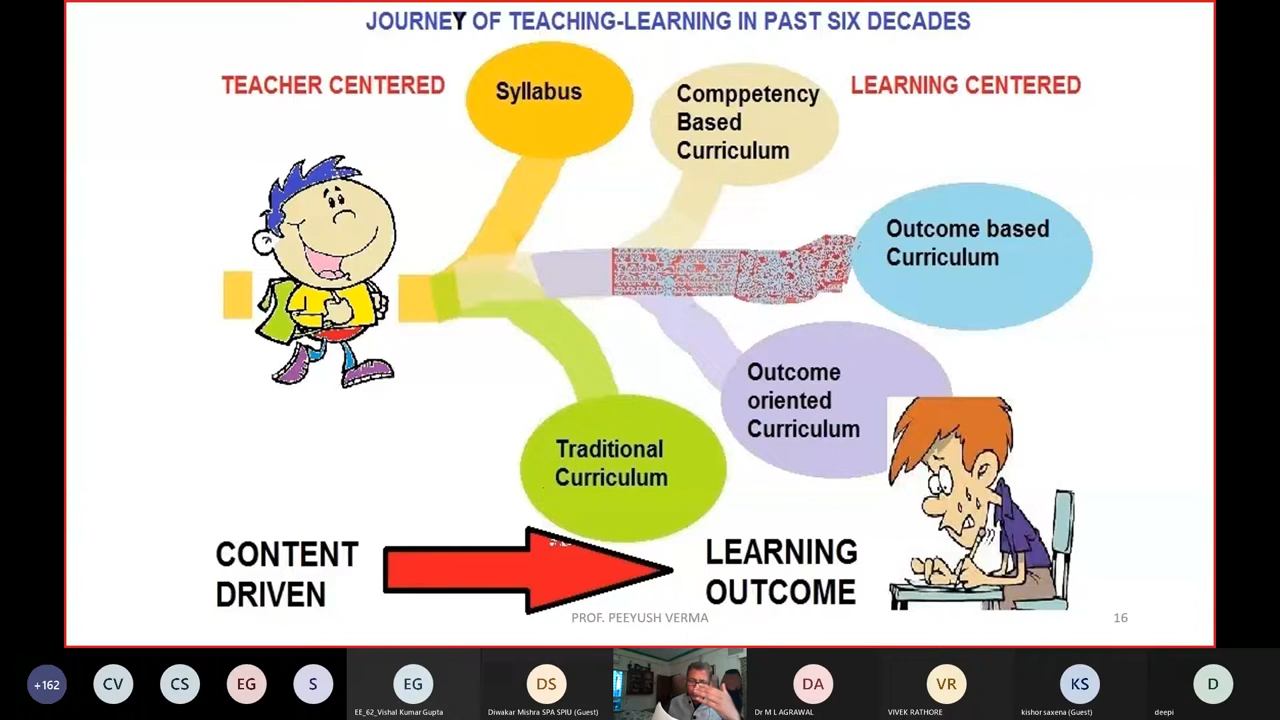 JOURNEY OF TEACHING-LEARNING IN PAST SIX DECADES
TEACHER CENTERED
Syllabus
Comppetency
Based
Curriculum
LEARNING CENTERED
Outcome based
Curriculum
Outcome
oriented
Curriculum
Traditional
Curriculum
CONTENT
DRIVEN
LEARNING
OUTCOME
PROF. PEEYUSH VERMA
16
+162
CV
CS
EG
S
EG
EE_62_Vishal Kumar Gupta
DS
Diwakar Mishra SPA SPIU (Guest)
DA
Dr M L AGRAWAL
VR
VIVEK RATHORE
KS
kishor saxena (Guest)
D
deepi